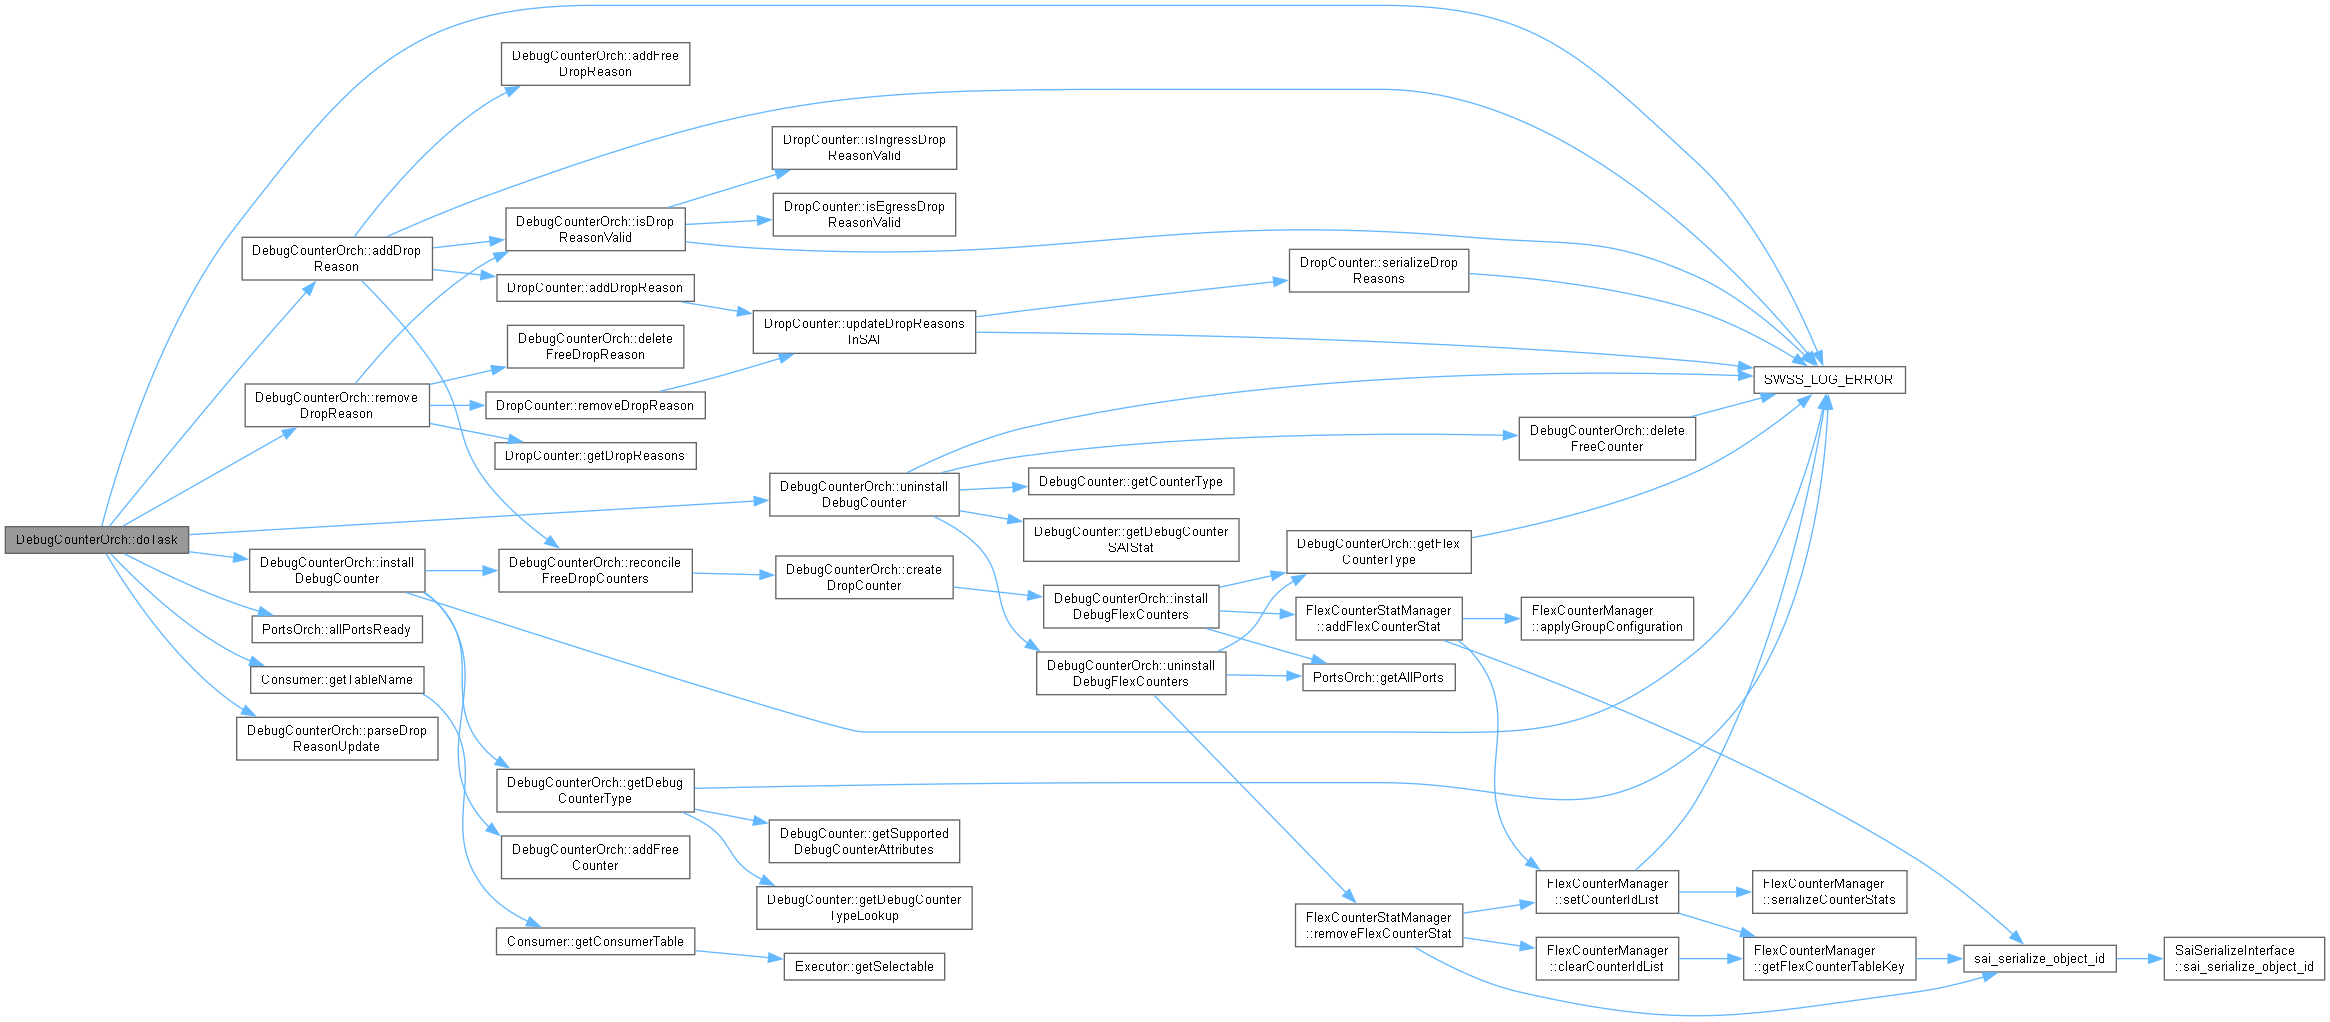 DebugCounterOrch::doTask
DebugCounterOrch::addDrop
Reason
DebugCounterOrch::remove
DropReason
DebugCounterOrch::install
DebugCounter
PortsOrch::allPortsReady
Consumer::getTableName
DebugCounterOrch::parseDrop
ReasonUpdate
DebugCounterOrch::addFree
DropReason
DebugCounterOrch::isDrop
ReasonValid
DropCounter::addDropReason
DebugCounterOrch::delete
FreeDropReason
DropCounter::removeDropReason
DropCounter::getDropReasons
DebugCounterOrch::reconcile
FreeDropCounters
DebugCounterOrch::getDebug
CounterType
DebugCounterOrch::addFree
Counter
Consumer::getConsumerTable
DropCounter::isIngressDrop
ReasonValid
DropCounter::isEgressDrop
ReasonValid
DropCounter::updateDropReasons
InSAI
DebugCounterOrch::uninstall
DebugCounter
DebugCounterOrch::create
DropCounter
DebugCounter::getSupported
DebugCounterAttributes
DebugCounter::getDebugCounter
TypeLookup
Executor::getSelectable
DebugCounter::getCounterType
DebugCounter::getDebugCounter
SAIStat
DebugCounterOrch::install
DebugFlexCounters
DebugCounterOrch::uninstall
DebugFlexCounters
DropCounter::serializeDrop
Reasons
DebugCounterOrch::getFlex
CounterType
FlexCounterStatManager
::addFlexCounterStat
PortsOrch::getAllPorts
FlexCounterStatManager
::removeFlexCounterStat
DebugCounterOrch::delete
FreeCounter
FlexCounterManager
::applyGroupConfiguration
FlexCounterManager
::setCounterIdList
FlexCounterManager
::clearCounterIdList
SWSS_LOG_ERROR
FlexCounterManager
::serializeCounterStats
FlexCounterManager
::getFlexCounterTableKey
sai_serialize_object_id
SaiSerializeInterface
::sai_serialize_object_id